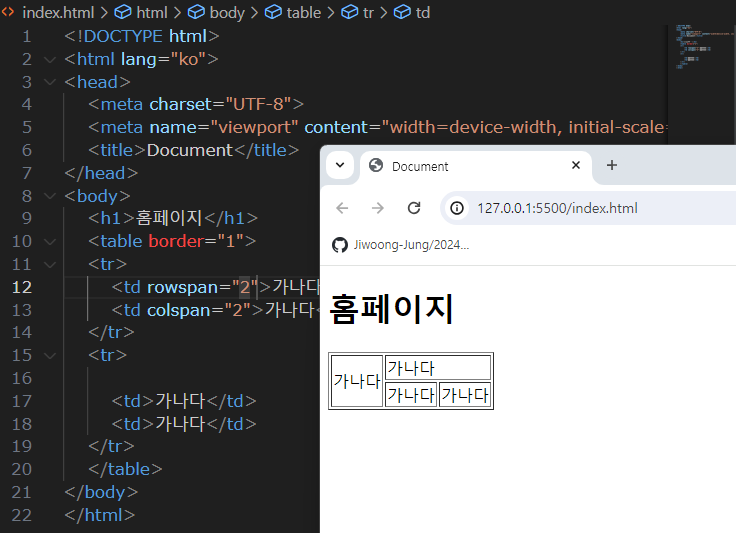 index.html > html > body > table > tr > td
1 <!DOCTYPE html>
2 <html lang="ko">
3 <head>
4 <meta charset="UTF-8">
5 <meta name="viewport" content="width=device-width, initial-scale=
6 <title>Document</title>
7 </head>
8 <body>
9 <h1>홈페이지</h1>
10 <table border="1">
11 <tr>
12 <td rowspan="2">가나다
13 <td colspan="2">가나다<
14 </tr>
15 <tr>
16
17 <td>가나다</td>
18 <td>가나다</td>
19 </tr>
20 </table>
21 </body>
22 </html>
Document
127.0.0.1:5500/index.html
Jiwoong-Jung/2024...
홈페이지
가나다 가나다
가나다 가나다